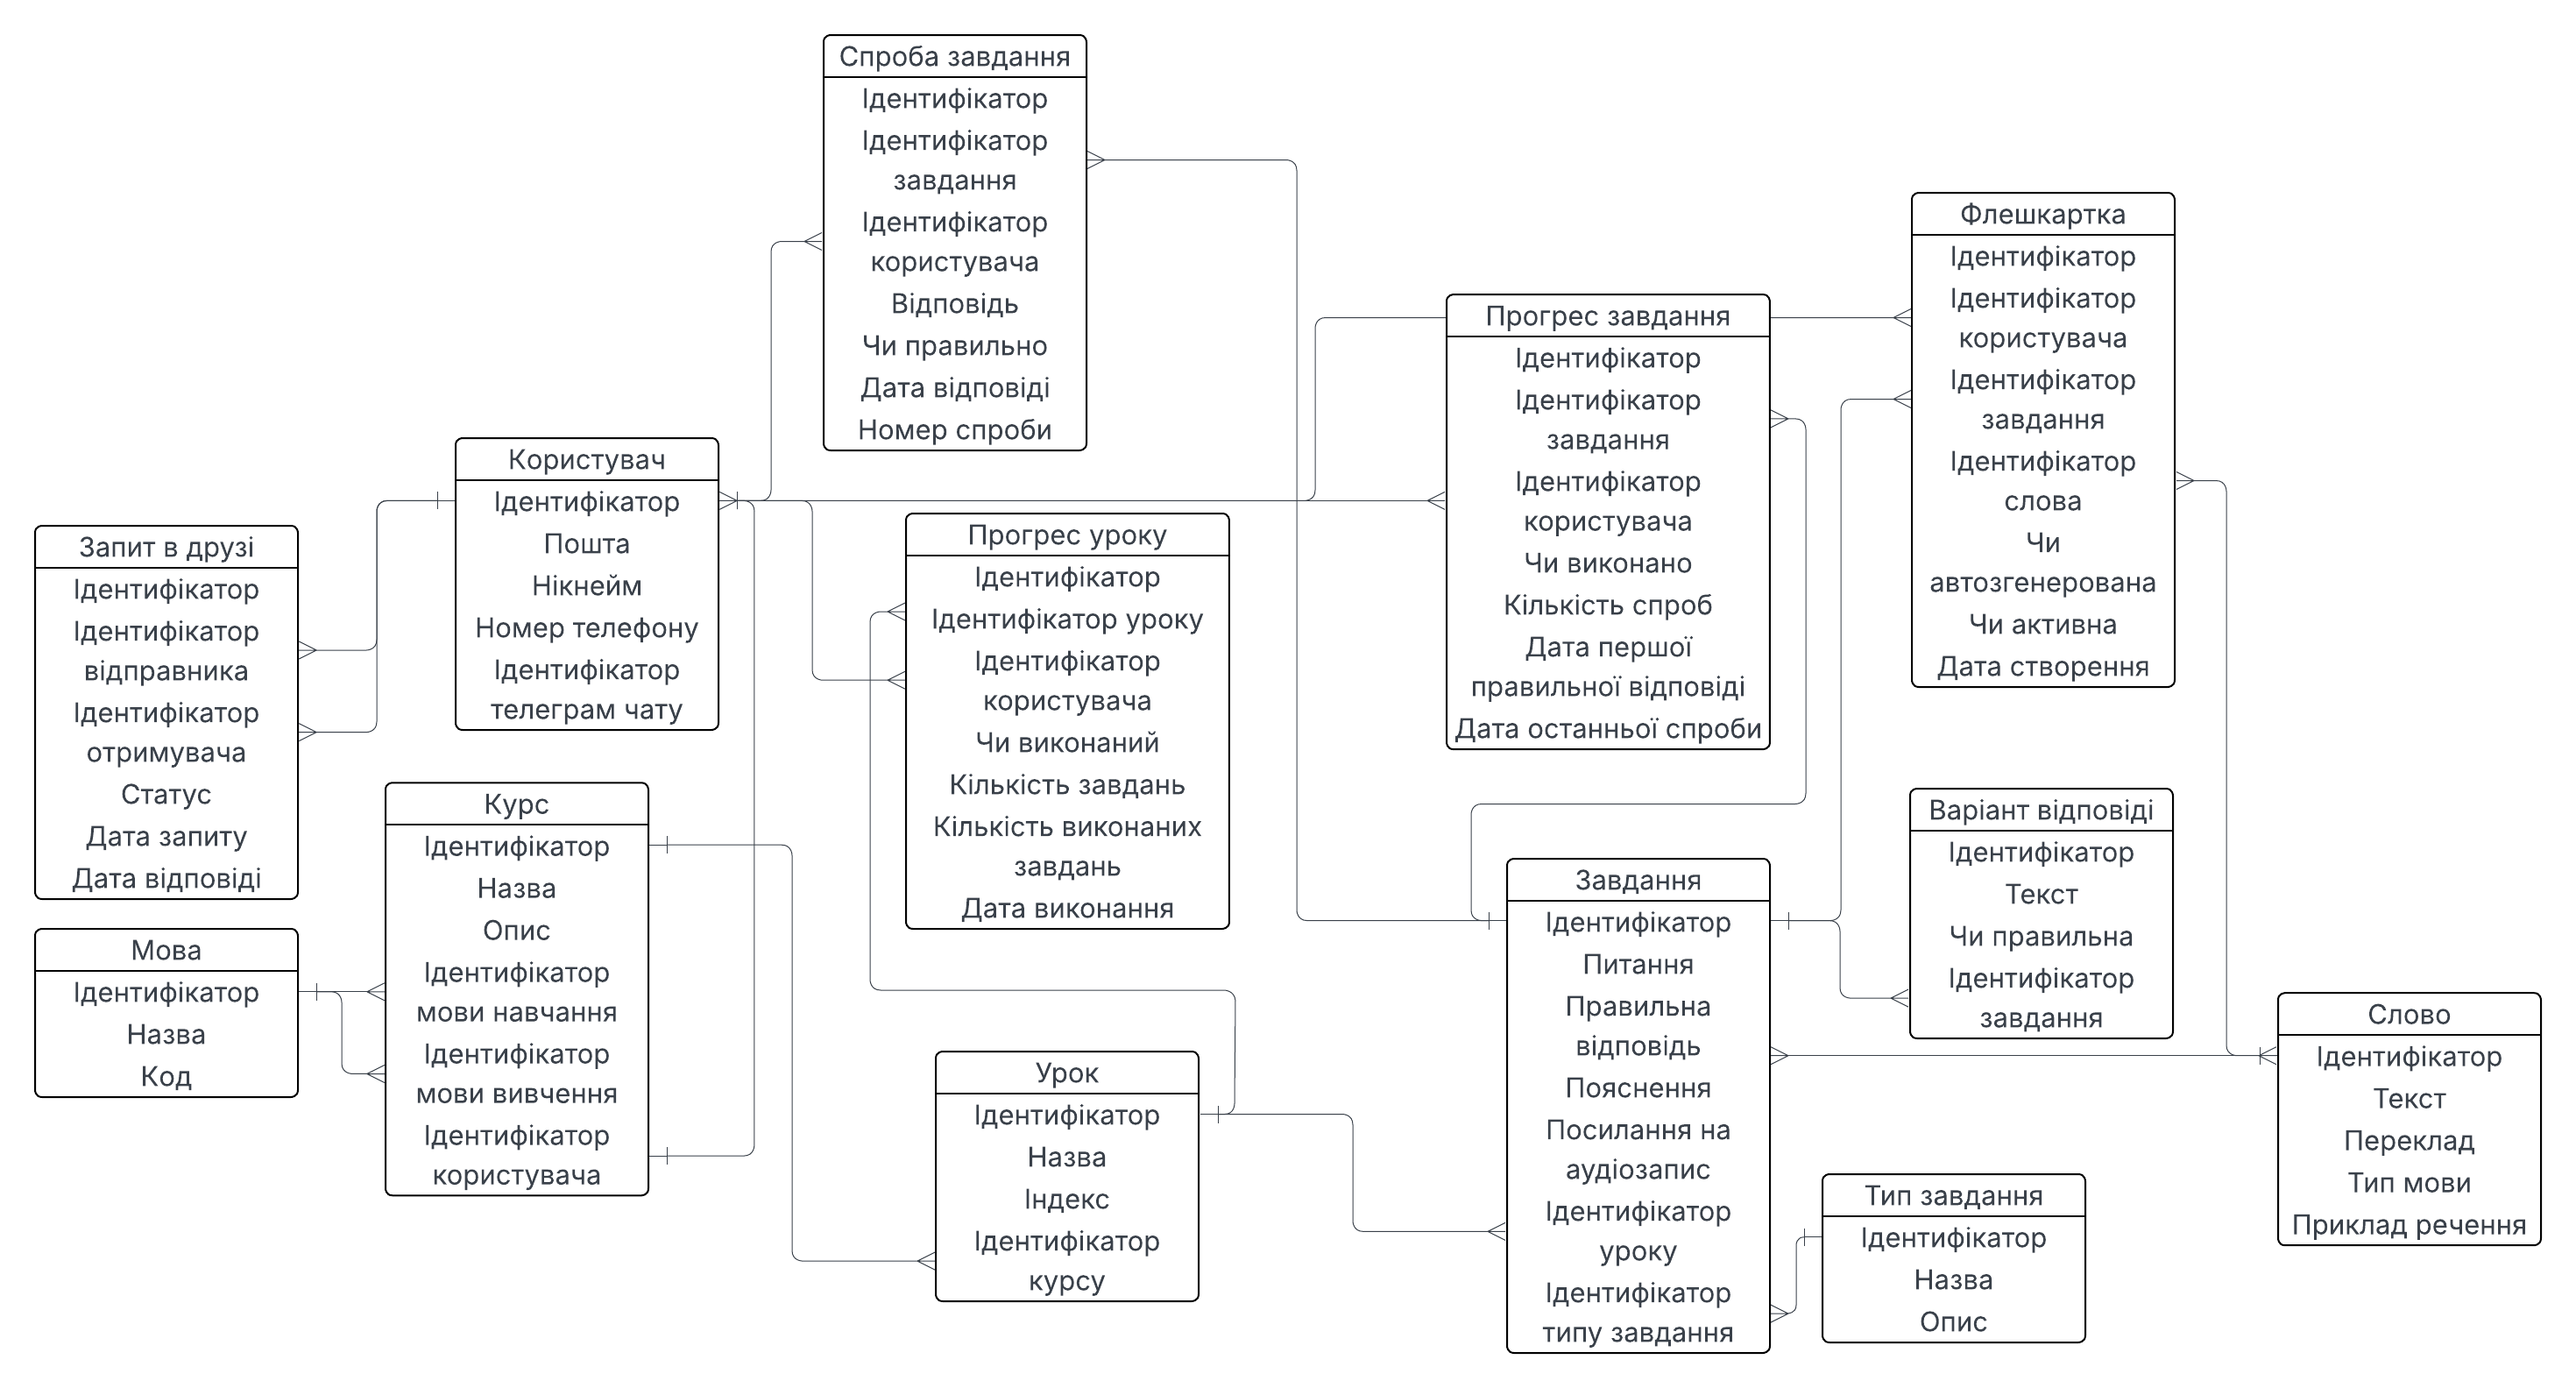 Спроба завдання
Ідентифікатор
Ідентифікатор
завдання
Ідентифікатор
користувача
Відповідь
Чи правильно
Дата відповіді
Номер спроби
Флешкартка
Ідентифікатор
Ідентифікатор
користувача
Ідентифікатор
завдання
Ідентифікатор
слова
Чи
автозгенерована
Чи активна
Дата створення
Прогрес завдання
Ідентифікатор
Ідентифікатор
завдання
Ідентифікатор
користувача
Чи виконано
Кількість спроб
Дата першої
правильної відповіді
Дата останньої спроби
Користувач
Ідентифікатор
Пошта
Нікнейм
Номер телефону
Ідентифікатор
телеграм чату
Прогрес уроку
Ідентифікатор
Ідентифікатор уроку
Ідентифікатор
користувача
Чи виконаний
Кількість завдань
Кількість виконаних
завдань
Дата виконання
Запит в друзі
Ідентифікатор
Ідентифікатор
відправника
Ідентифікатор
отримувача
Статус
Дата запиту
Дата відповіді
Курс
Ідентифікатор
Назва
Опис
Ідентифікатор
мови навчання
Ідентифікатор
мови вивчення
Ідентифікатор
користувача
Варіант відповіді
Ідентифікатор
Текст
Чи правильна
Ідентифікатор
завдання
Завдання
Ідентифікатор
Питання
Правильна
відповідь
Пояснення
Посилання на
аудіозапис
Ідентифікатор
уроку
Ідентифікатор
типу завдання
Мова
Ідентифікатор
Назва
Код
Слово
Ідентифікатор
Текст
Переклад
Тип мови
Приклад речення
Урок
Ідентифікатор
Назва
Індекс
Ідентифікатор
курсу
Тип завдання
Ідентифікатор
Назва
Опис